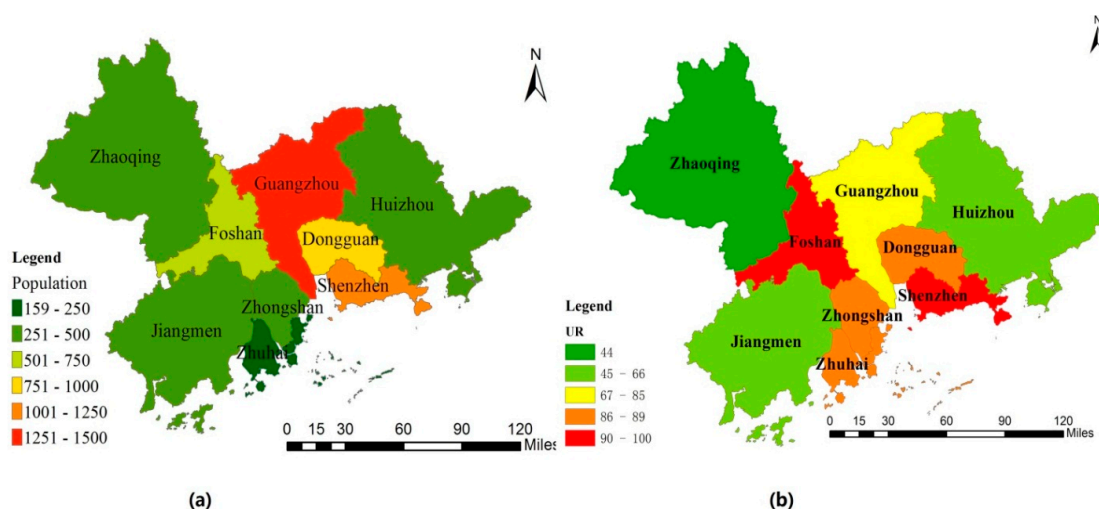 N
Zhaoqing
Guangzhou
Huizhou
Foshan
Dongguan
Shenzhen
Zhongshan
Jiangmen
Zhuhai
Legend
Population
159 - 250
251 - 500
501 - 750
751 - 1000
1001 - 1250
1251 - 1500
0 15 30 60 90 120
Miles
(a)
N
Zhaoqing
Guangzhou
Huizhou
Foshan
Dongguan
Shenzhen
Zhongshan
Jiangmen
Zhuhai
Legend
UR
44
45 - 66
67 - 85
86 - 89
90 - 100
0 15 30 60 90 120
Miles
(b)